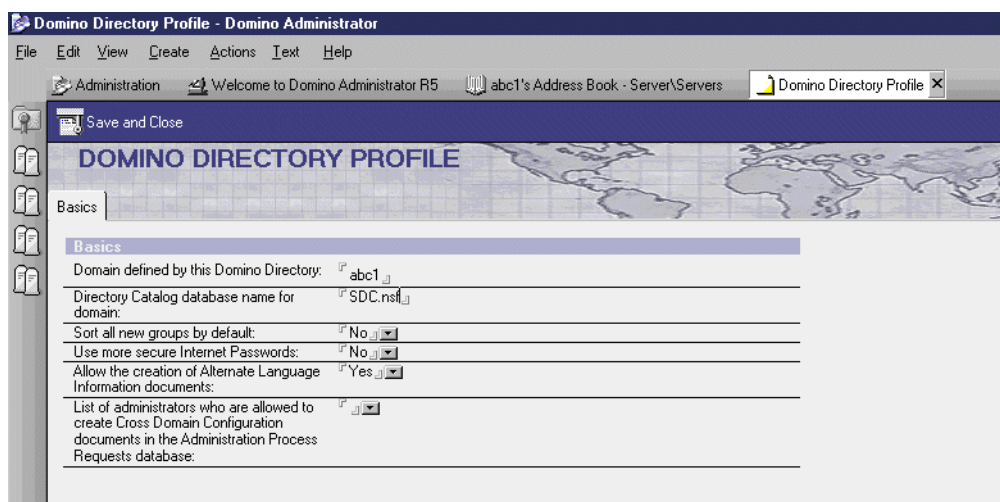 Domino Directory Profile - Domino Administrator
File Edit View Create Actions Text Help
Administration Welcome to Domino Administrator R5 abc1's Address Book - Server\Servers Domino Directory Profile
Save and Close
DOMINO DIRECTORY PROFILE
Basics
Basics
Domain defined by this Domino Directory: abc1
Directory Catalog database name for SDC.nsf
domain:
Sort all new groups by default: No
Use more secure Internet Passwords: No
Allow the creation of Alternate Language Yes
Information documents:
List of administrators who are allowed to
create Cross Domain Configuration
documents in the Administration Process
Requests database: